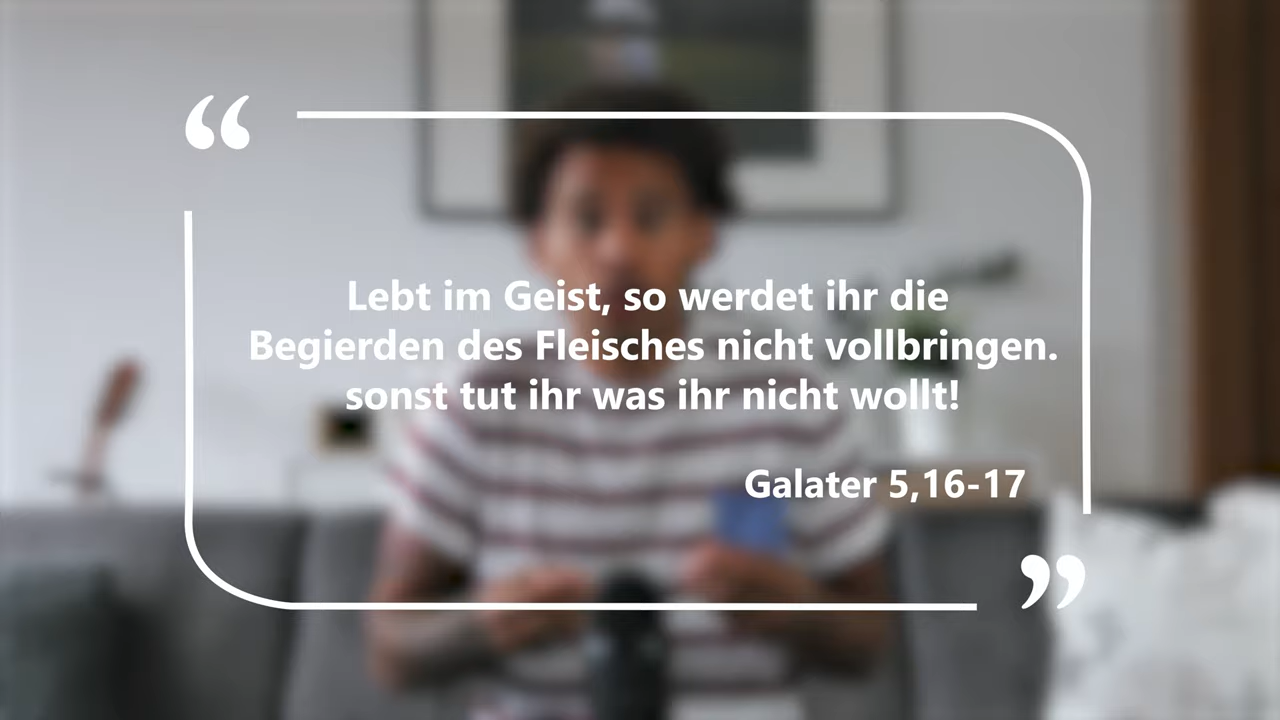 “
Lebt im Geist, so werdet ihr die
Begierden des Fleisches nicht vollbringen.
sonst tut ihr was ihr nicht wollt!
Galater 5,16-17
”